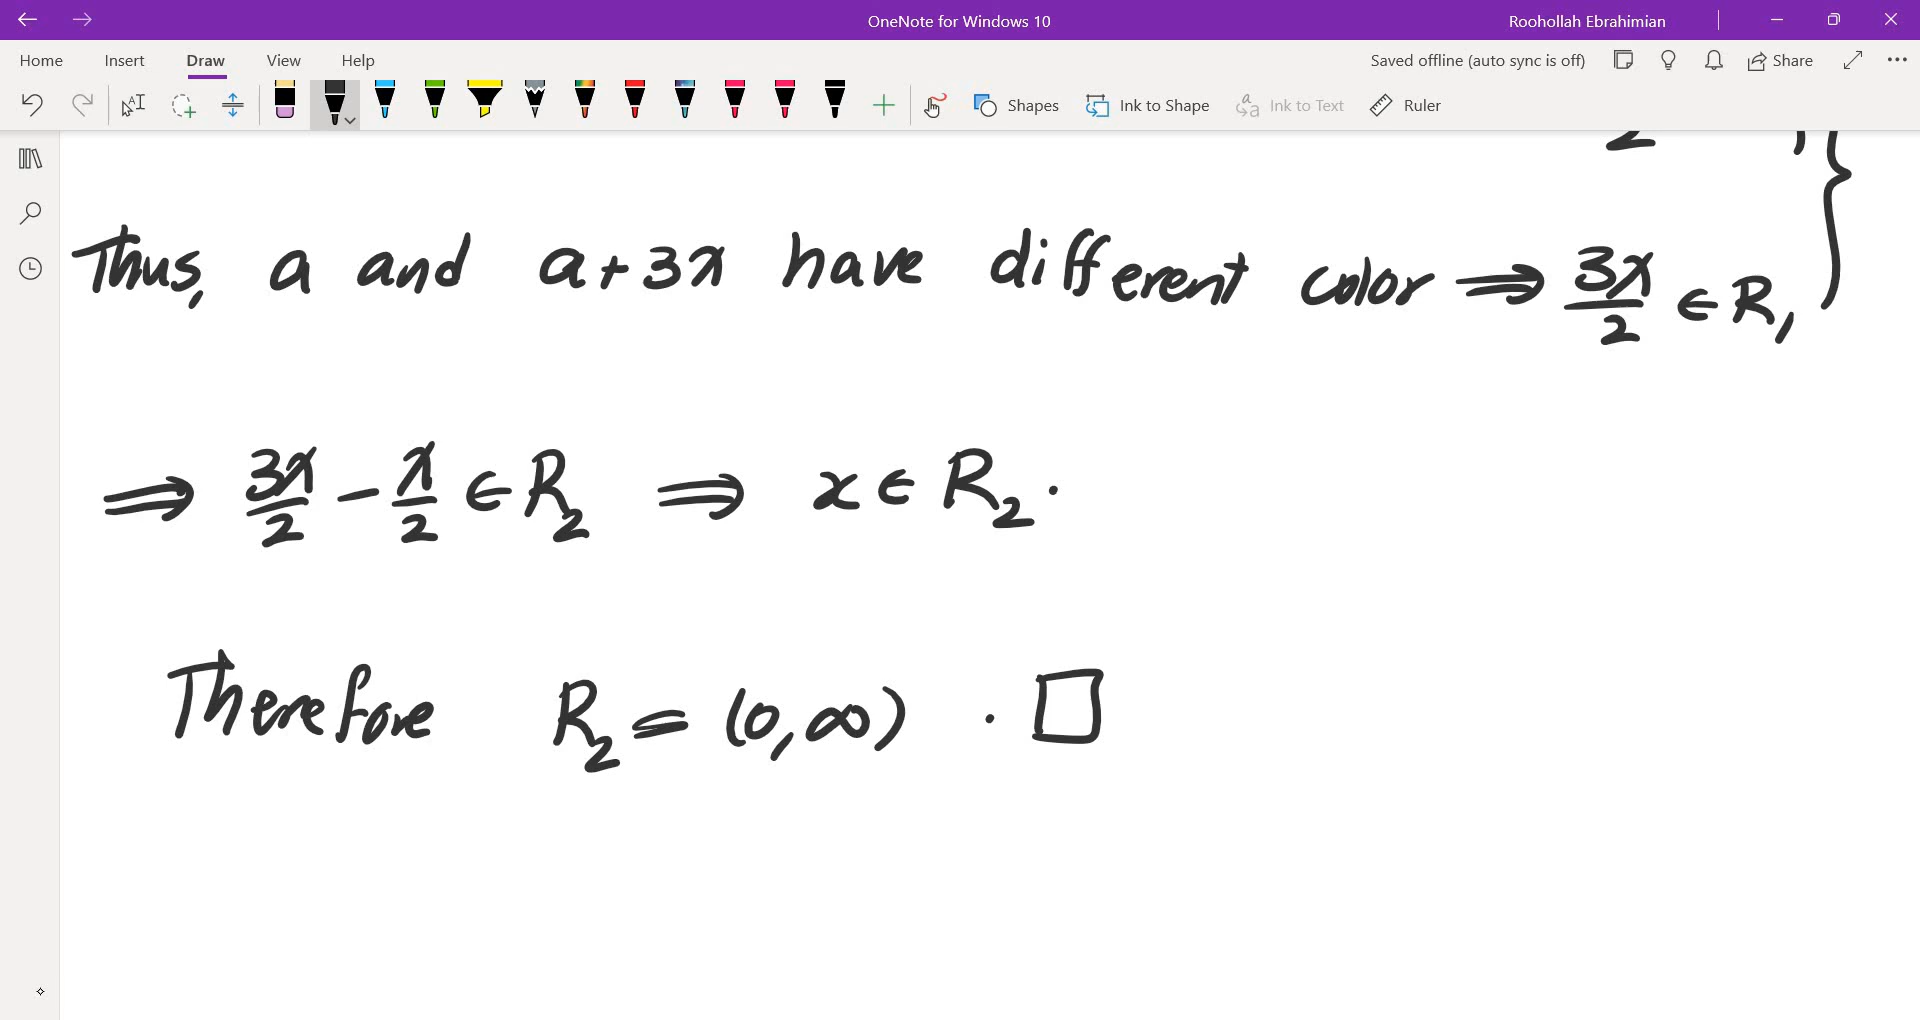 OneNote for Windows 10
Roohollah Ebrahimian
Home Insert Draw View Help
Saved offline (auto sync is off) Share
Shapes Ink to Shape Ink to Text Ruler
2 , }
Thus, a and a+3x have different color ⟹ 3x/2 ∈ R₁
⟹ 3x/2 − x/2 ∈ R₂ ⟹ x ∈ R₂.
Therefore R₂ = (0,∞) . □